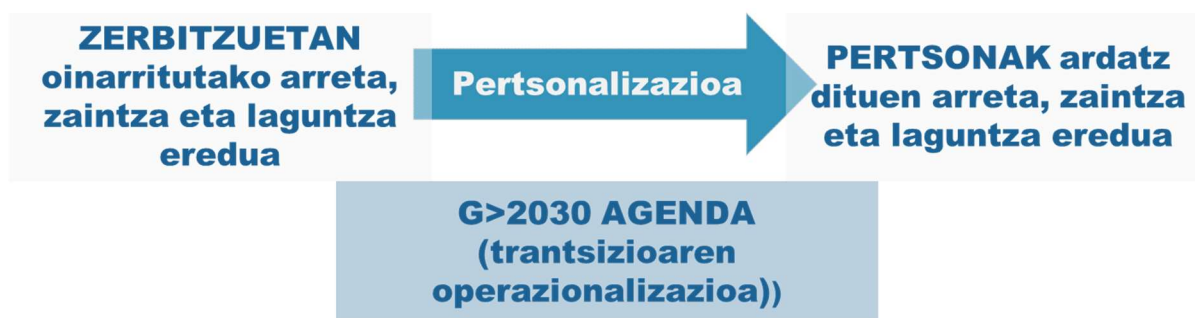 ZERBITZUETAN
oinarritutako arreta,
zaintza eta laguntza
eredua
Pertsonalizazioa
PERTSONAK ardatz
dituen arreta, zaintza
eta laguntza eredua
G>2030 AGENDA
(trantsizioaren
operazionalizazioa))